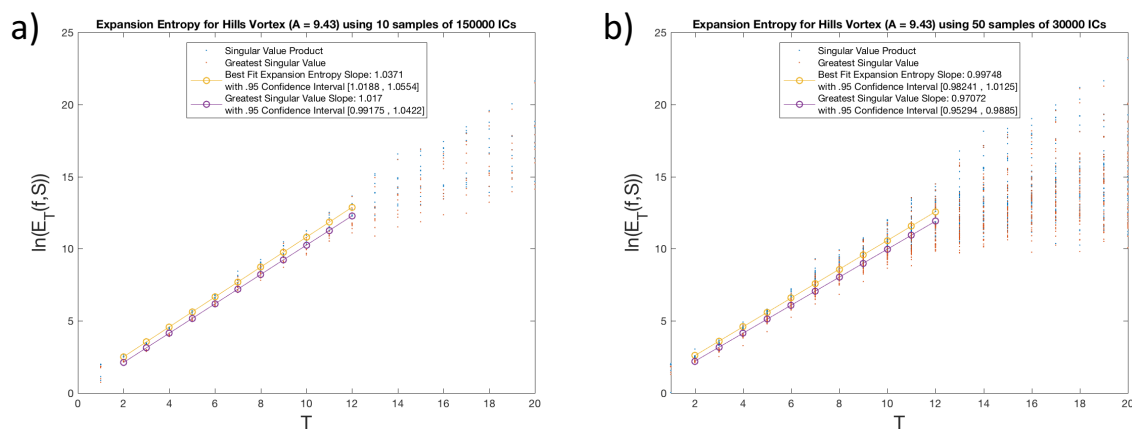 a)
Expansion Entropy for Hills Vortex (A = 9.43) using 10 samples of 150000 ICs
Singular Value Product
Greatest Singular Value
Best Fit Expansion Entropy Slope: 1.0371
with .95 Confidence Interval [1.0188 , 1.0554]
Greatest Singular Value Slope: 1.017
with .95 Confidence Interval [0.99175 , 1.0422]
25
20
15
10
5
0
ln(E_T(f,S))
0 2 4 6 8 10 12 14 16 18 20
T
b)
Expansion Entropy for Hills Vortex (A = 9.43) using 50 samples of 30000 ICs
Singular Value Product
Greatest Singular Value
Best Fit Expansion Entropy Slope: 0.99748
with .95 Confidence Interval [0.98241 , 1.0125]
Greatest Singular Value Slope: 0.97072
with .95 Confidence Interval [0.95294 , 0.9885]
25
20
15
10
5
0
ln(E_T(f,S))
2 4 6 8 10 12 14 16 18 20
T